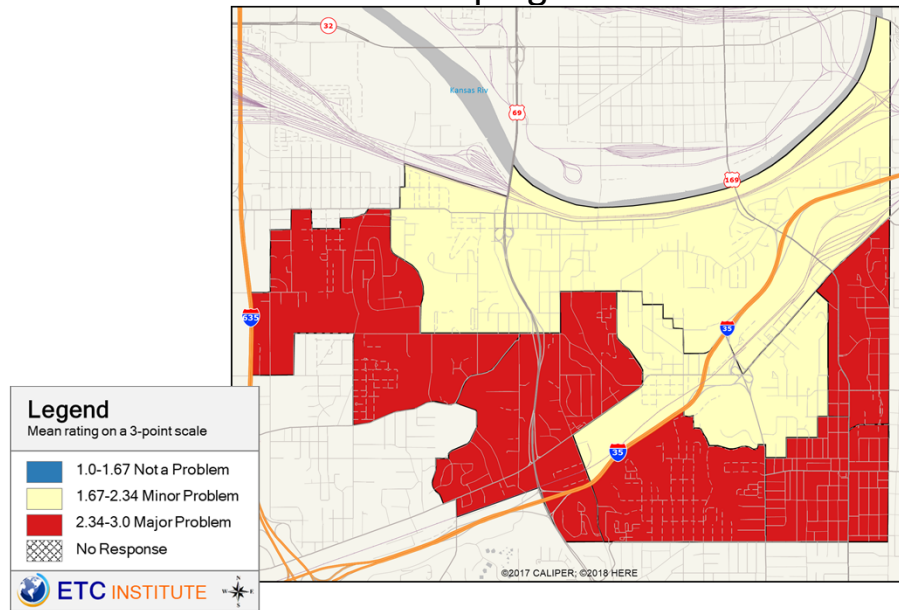 32
Kansas Riv
69
169
635
35
35
Legend
Mean rating on a 3-point scale
1.0-1.67 Not a Problem
1.67-2.34 Minor Problem
2.34-3.0 Major Problem
No Response
ETC INSTITUTE
N
W
E
S
©2017 CALIPER; ©2018 HERE